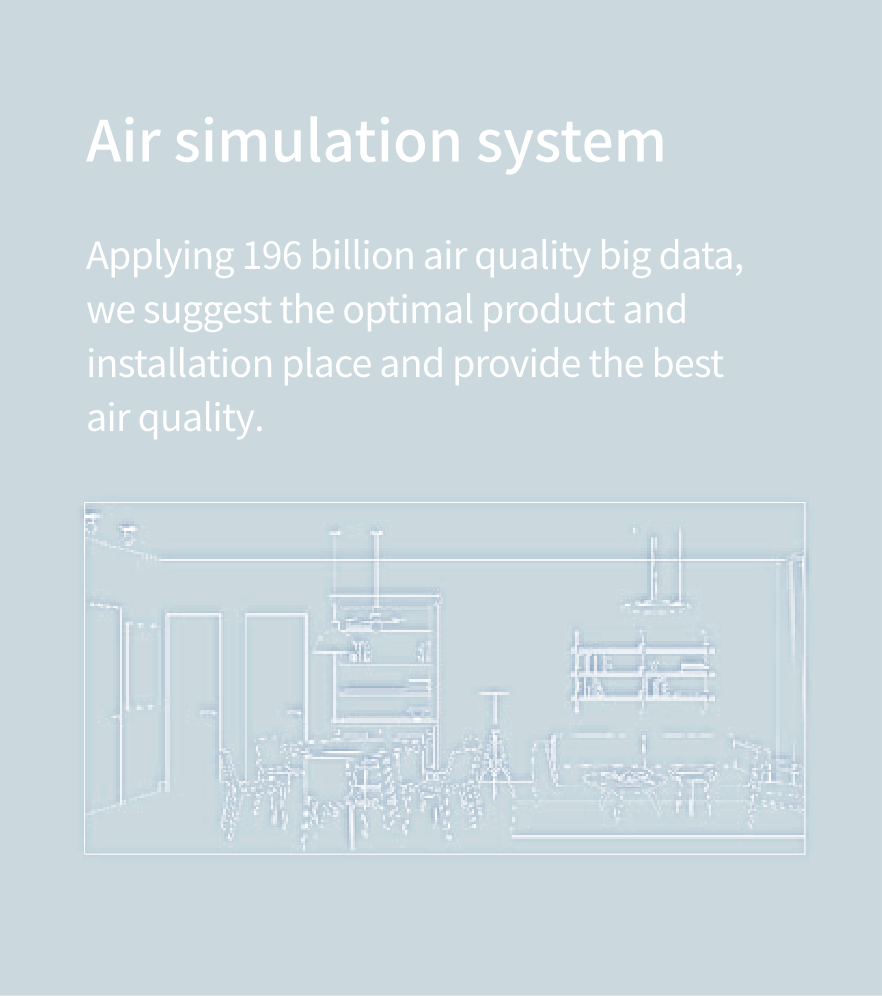 Air simulation system
Applying 196 billion air quality big data,
we suggest the optimal product and
installation place and provide the best
air quality.